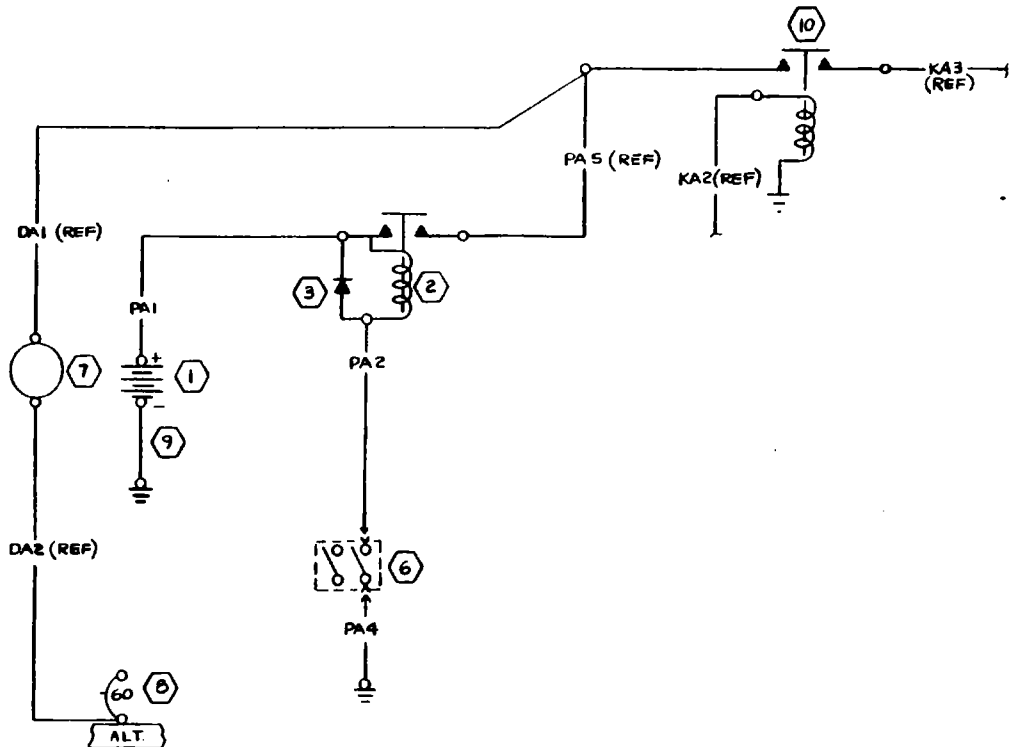 10
KA3
(REF)
PA5 (REF)
KA2(REF)
DA1 (REF)
3
2
PA1
PA2
+
7
1
-
9
DA2 (REF)
6
PA4
60
8
ALT.